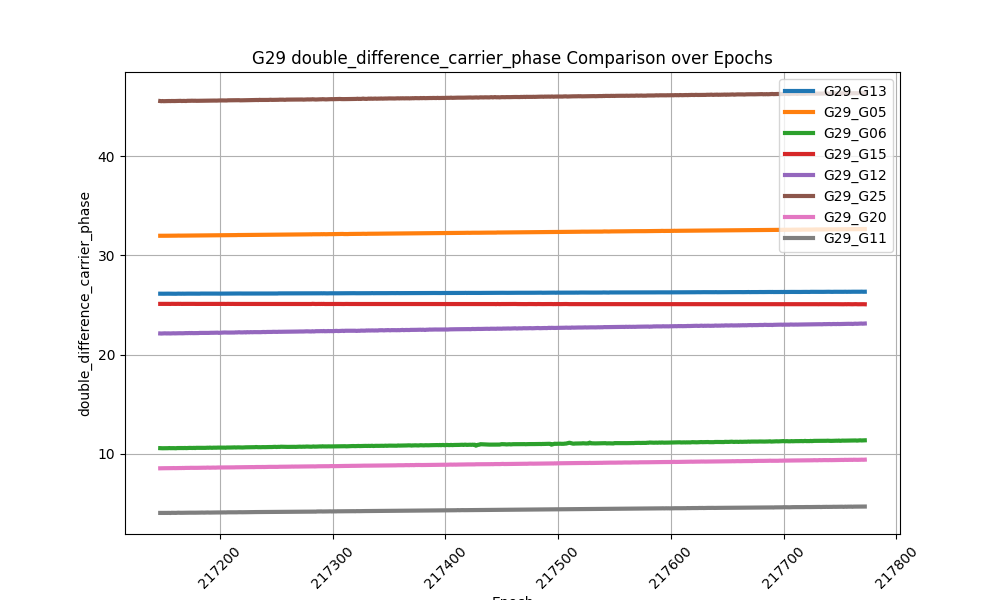 G29 double_difference_carrier_phase Comparison over Epochs
double_difference_carrier_phase
40
30
20
10
G29_G13
G29_G05
G29_G06
G29_G15
G29_G12
G29_G25
G29_G20
G29_G11
217200
217300
217400
217500
217600
217700
217800
Epoch